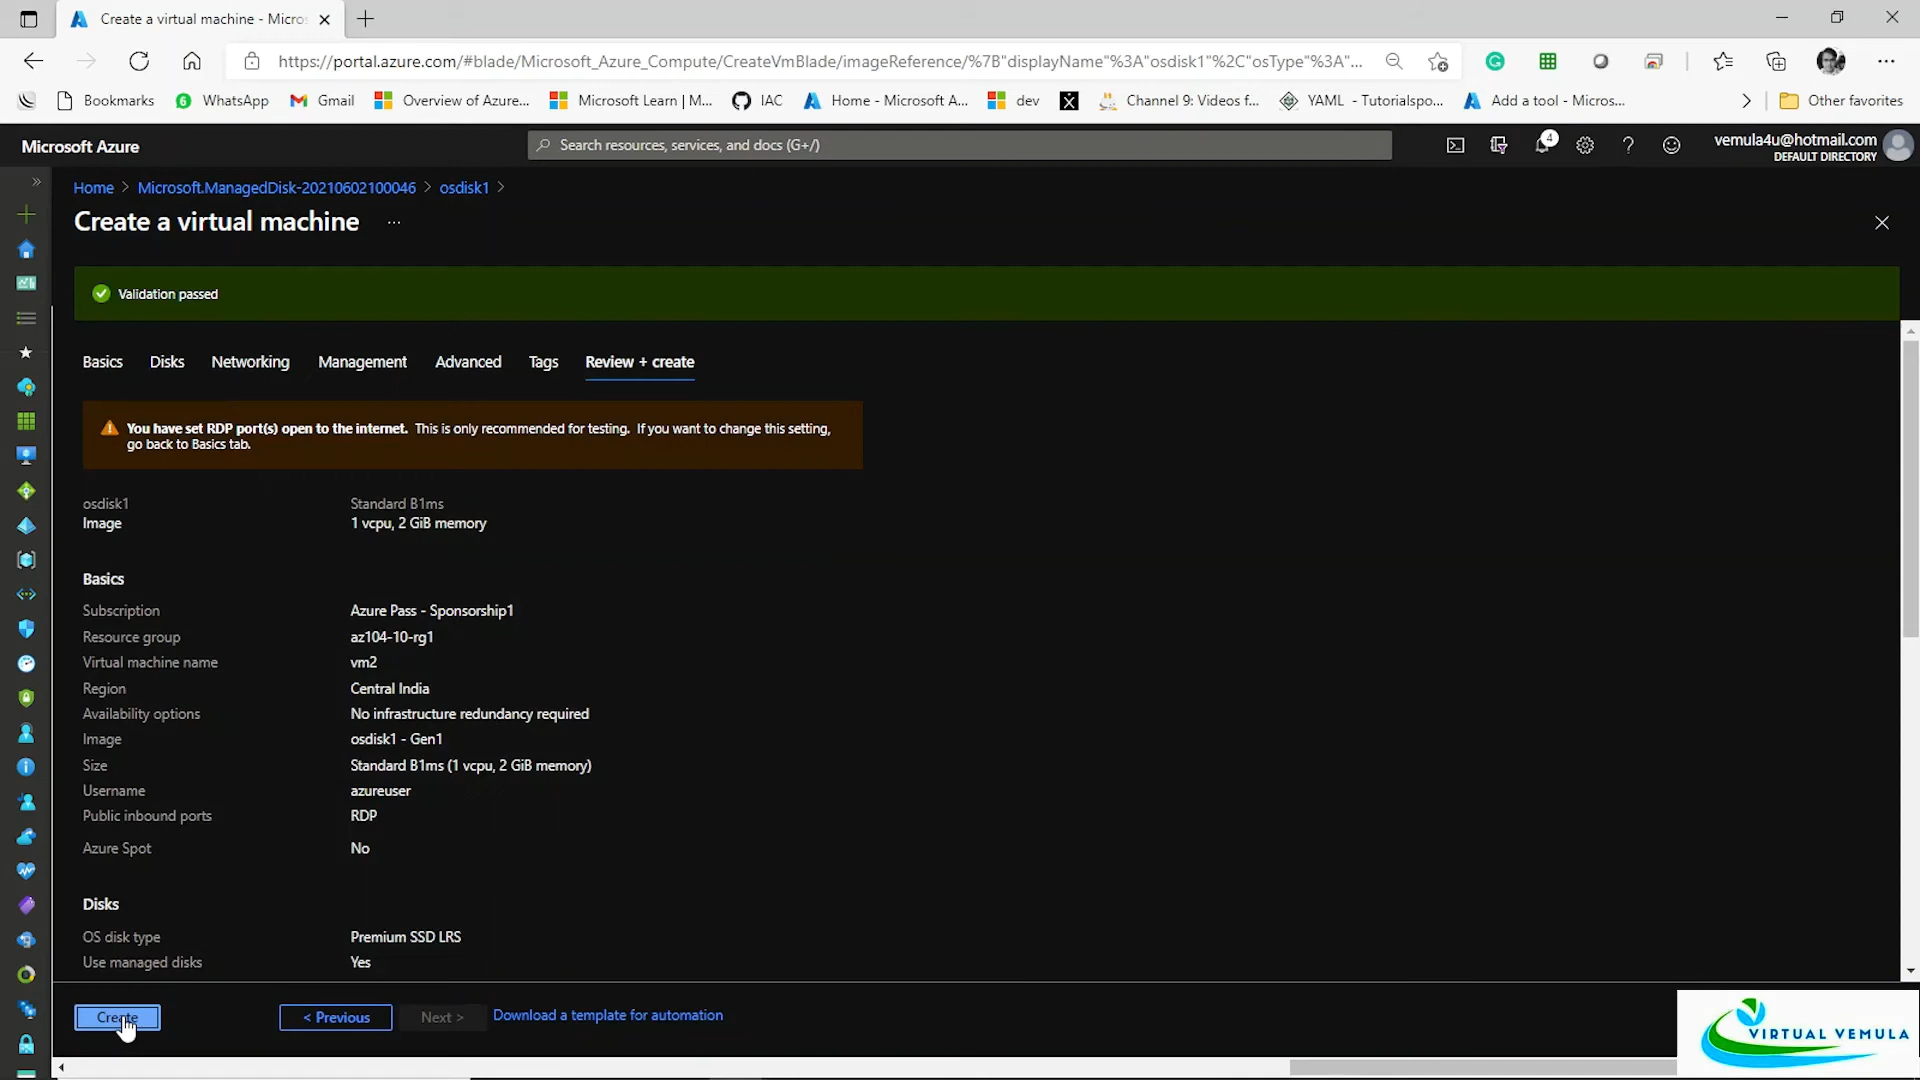 Create a virtual machine - Micros
https://portal.azure.com/#blade/Microsoft_Azure_Compute/CreateVmBlade/imageReference/%7B"displayName"%3A"osdisk1"%2C"osType"%3A"...
Bookmarks
6
WhatsApp
Gmail
Overview of Azure...
Microsoft Learn | M...
IAC
Home - Microsoft A...
dev
Channel 9: Videos f...
YAML - Tutorialspo...
Add a tool - Micros...
Other favorites
Microsoft Azure
Search resources, services, and docs (G+/)
4
vemula4u@hotmail.com
DEFAULT DIRECTORY
Home > Microsoft.ManagedDisk-20210602100046 > osdisk1 >
Create a virtual machine ...
Validation passed
Basics Disks Networking Management Advanced Tags Review + create
You have set RDP port(s) open to the internet. This is only recommended for testing. If you want to change this setting,
go back to Basics tab.
osdisk1 Standard B1ms
Image 1 vcpu, 2 GiB memory
Basics
Subscription Azure Pass - Sponsorship1
Resource group az104-10-rg1
Virtual machine name vm2
Region Central India
Availability options No infrastructure redundancy required
Image osdisk1 - Gen1
Size Standard B1ms (1 vcpu, 2 GiB memory)
Username azureuser
Public inbound ports RDP
Azure Spot No
Disks
OS disk type Premium SSD LRS
Use managed disks Yes
Create < Previous Next > Download a template for automation
VIRTUAL VEMULA